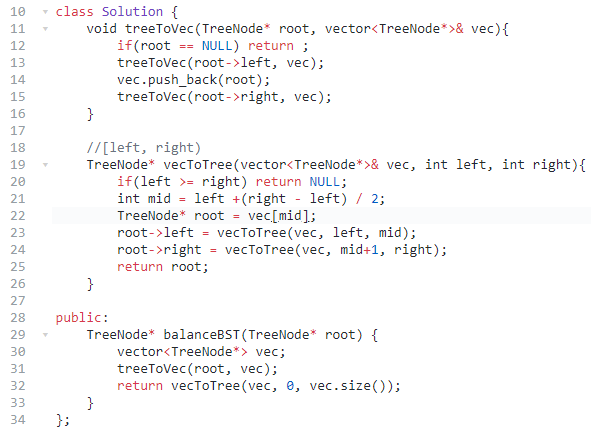 10 class Solution {
11     void treeToVec(TreeNode* root, vector<TreeNode*>& vec){
12         if(root == NULL) return ;
13         treeToVec(root->left, vec);
14         vec.push_back(root);
15         treeToVec(root->right, vec);
16     }
17
18     //[left, right)
19     TreeNode* vecToTree(vector<TreeNode*>& vec, int left, int right){
20         if(left >= right) return NULL;
21         int mid = left +(right - left) / 2;
22         TreeNode* root = vec[mid];
23         root->left = vecToTree(vec, left, mid);
24         root->right = vecToTree(vec, mid+1, right);
25         return root;
26     }
27
28 public:
29     TreeNode* balanceBST(TreeNode* root) {
30         vector<TreeNode*> vec;
31         treeToVec(root, vec);
32         return vecToTree(vec, 0, vec.size());
33     }
34 };